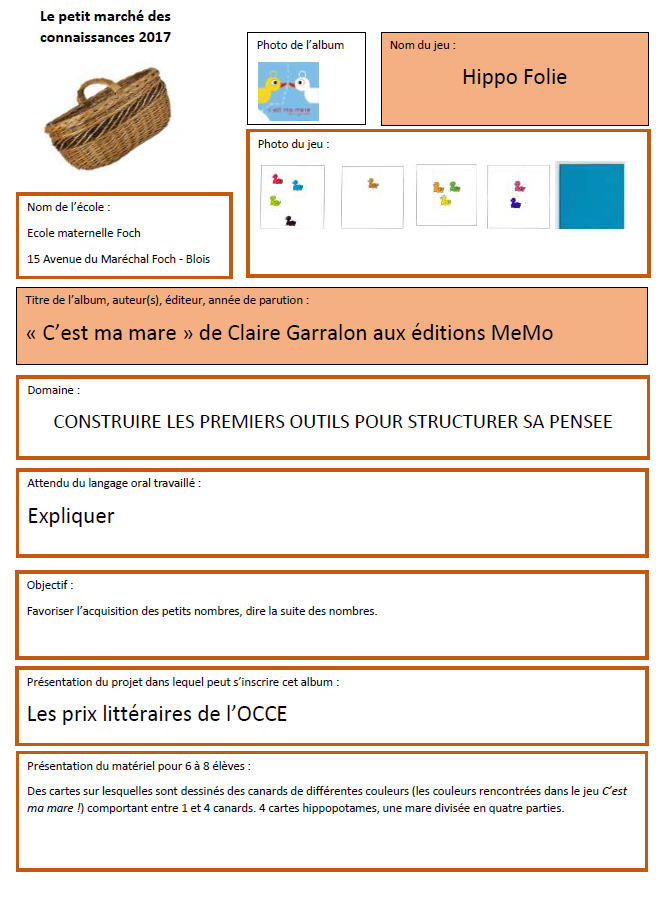 Le petit marché des
connaissances 2017
Photo de l'album
c'est ma mare
Nom du jeu :
Hippo Folie
Photo du jeu :
Nom de l'école :
Ecole maternelle Foch
15 Avenue du Maréchal Foch - Blois
Titre de l'album, auteur(s), éditeur, année de parution :
« C'est ma mare » de Claire Garralon aux éditions MeMo
Domaine :
CONSTRUIRE LES PREMIERS OUTILS POUR STRUCTURER SA PENSEE
Attendu du langage oral travaillé :
Expliquer
Objectif :
Favoriser l'acquisition des petits nombres, dire la suite des nombres.
Présentation du projet dans lequel peut s'inscrire cet album :
Les prix littéraires de l'OCCE
Présentation du matériel pour 6 à 8 élèves :
Des cartes sur lesquelles sont dessinés des canards de différentes couleurs (les couleurs rencontrées dans le jeu C'est
ma mare !) comportant entre 1 et 4 canards. 4 cartes hippopotames, une mare divisée en quatre parties.